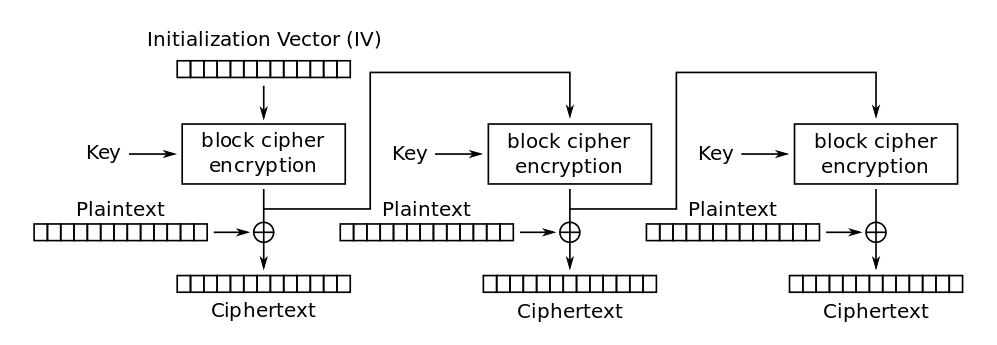 Initialization Vector (IV)
Key
block cipher
encryption
Key
block cipher
encryption
Key
block cipher
encryption
Plaintext
Plaintext
Plaintext
Ciphertext
Ciphertext
Ciphertext